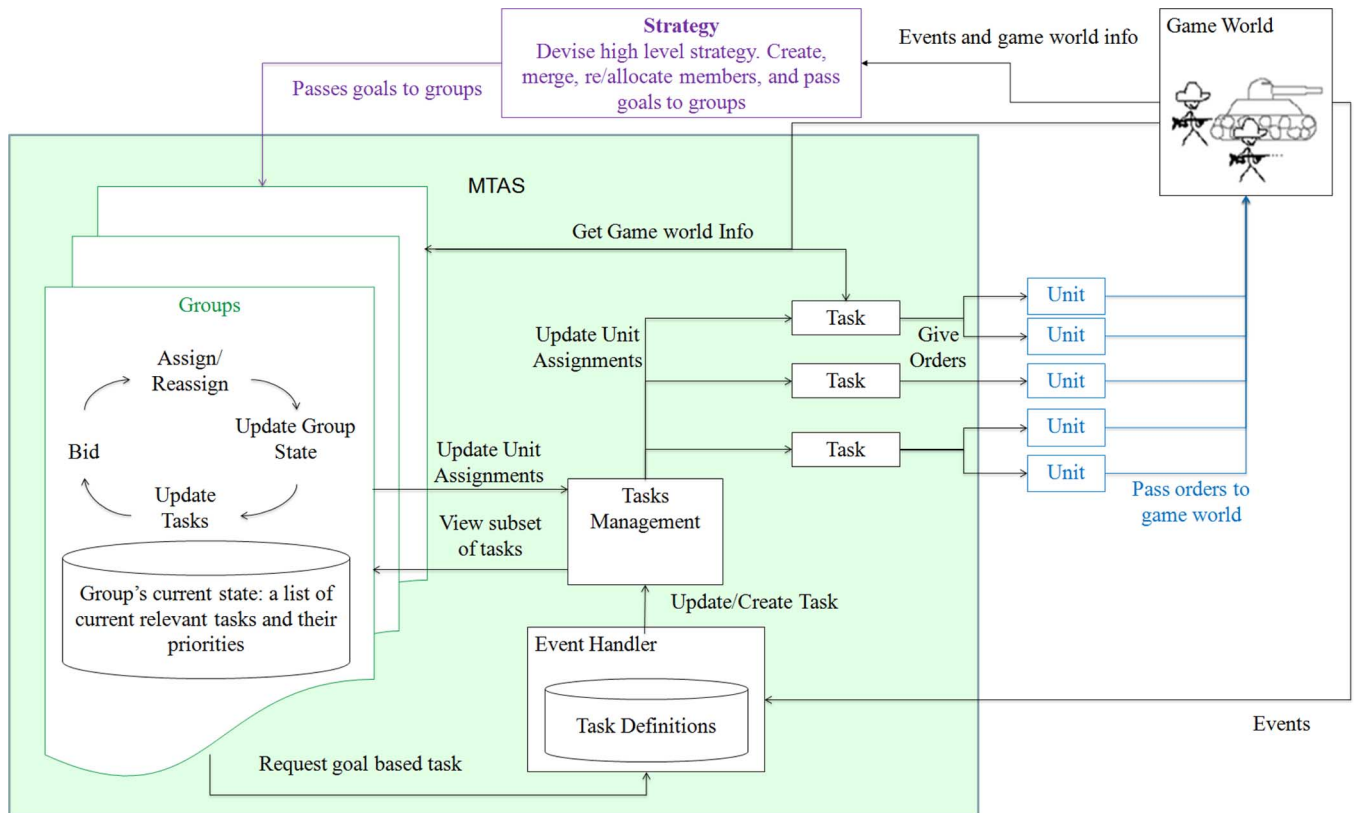 Strategy
Devise high level strategy. Create,
merge, re/allocate members, and pass
goals to groups
Events and game world info
Game World
Passes goals to groups
MTAS
Get Game world Info
Groups
Assign/
Reassign
Update Group
State
Bid
Update
Tasks
Group’s current state: a list of
current relevant tasks and their
priorities
Update Unit
Assignments
View subset
of tasks
Tasks
Management
Update Unit
Assignments
Task
Task
Task
Give
Orders
Unit
Unit
Unit
Unit
Unit
Pass orders to
game world
Update/Create Task
Event Handler
Task Definitions
Events
Request goal based task